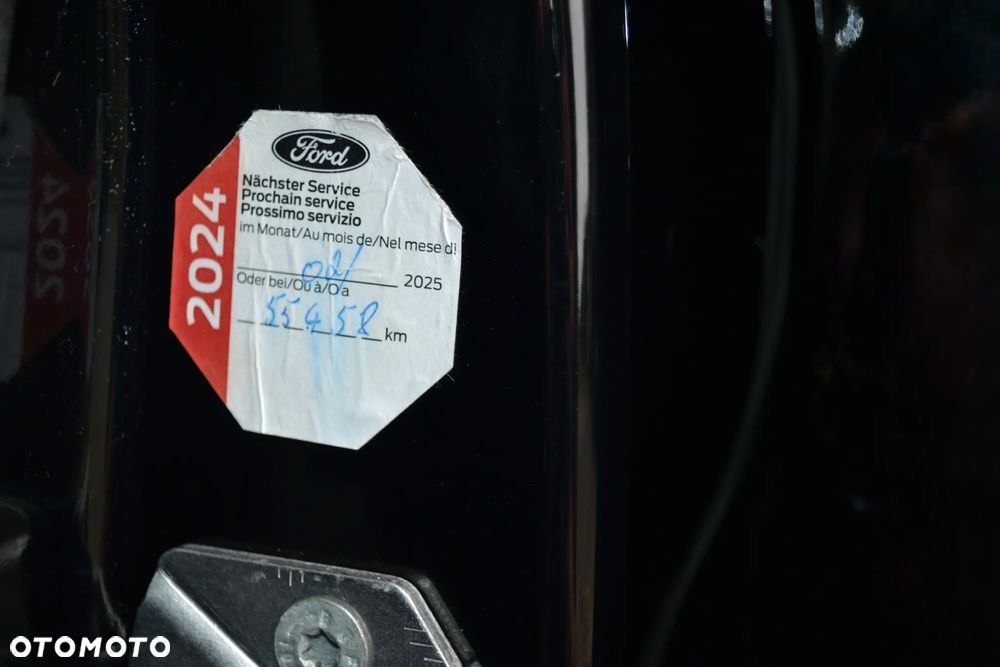 Ford
Nächster Service
Prochain service
Prossimo servizio
im Monat/Au mois de/Nel mese di
2025
Oder bei/Ou à/O a
55458 km
2024
OTOMOTO